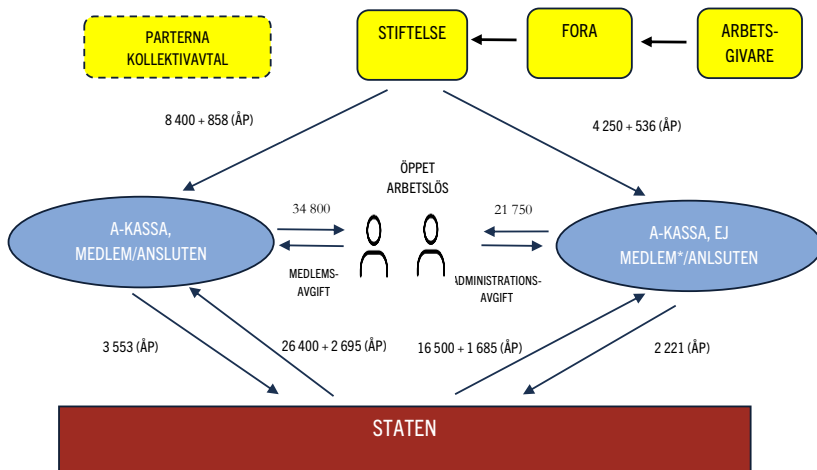 PARTERNA
KOLLEKTIVAVTAL
STIFTELSE
FORA
ARBETS-
GIVARE
8 400 + 858 (ÅP)
4 250 + 536 (ÅP)
ÖPPET
ARBETSLÖS
34 800
21 750
A-KASSA,
MEDLEM/ANSLUTEN
A-KASSA, EJ
MEDLEM*/ANLSUTEN
MEDLEMS-
AVGIFT
ADMINISTRATIONS-
AVGIFT
3 553 (ÅP)
26 400 + 2 695 (ÅP)
16 500 + 1 685 (ÅP)
2 221 (ÅP)
STATEN